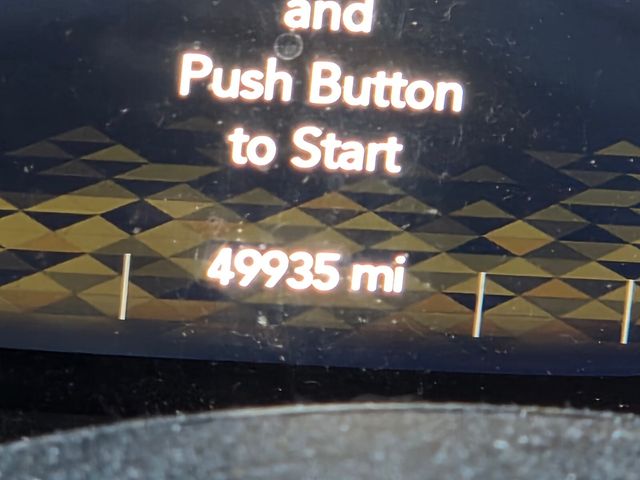 and
Push Button
to Start
49935 mi